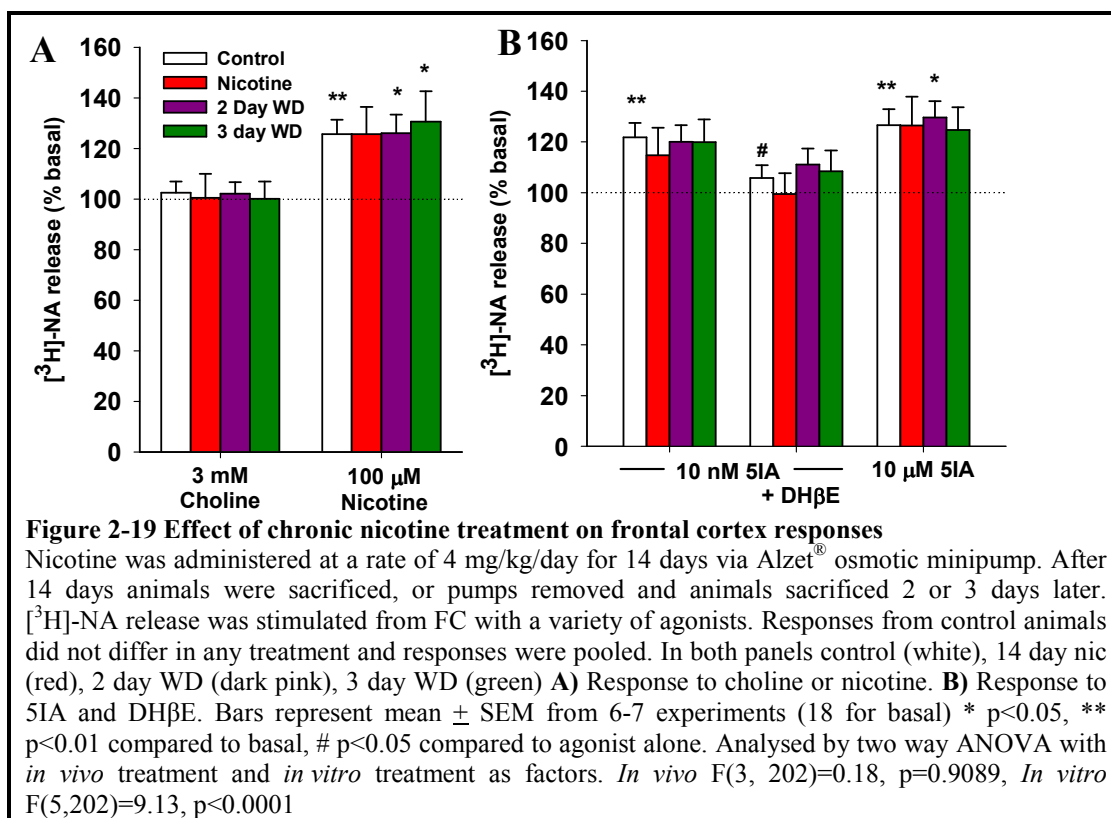 A
160
140
120
100
80
60
40
20
0
[³H]-NA release (% basal)
Control
Nicotine
2 Day WD
3 day WD
**
*
*
3 mM
Choline
100 µM
Nicotine
B
160
140
120
100
80
60
40
20
0
[³H]-NA release (% basal)
**
#
**
*
10 nM 5IA
+ DHβE
10 µM 5IA
Figure 2-19 Effect of chronic nicotine treatment on frontal cortex responses
Nicotine was administered at a rate of 4 mg/kg/day for 14 days via Alzet® osmotic minipump. After
14 days animals were sacrificed, or pumps removed and animals sacrificed 2 or 3 days later.
[³H]-NA release was stimulated from FC with a variety of agonists. Responses from control animals
did not differ in any treatment and responses were pooled. In both panels control (white), 14 day nic
(red), 2 day WD (dark pink), 3 day WD (green) A) Response to choline or nicotine. B) Response to
5IA and DHβE. Bars represent mean ± SEM from 6-7 experiments (18 for basal) * p<0.05, **
p<0.01 compared to basal, # p<0.05 compared to agonist alone. Analysed by two way ANOVA with
in vivo treatment and in vitro treatment as factors. In vivo F(3, 202)=0.18, p=0.9089, In vitro
F(5,202)=9.13, p<0.0001